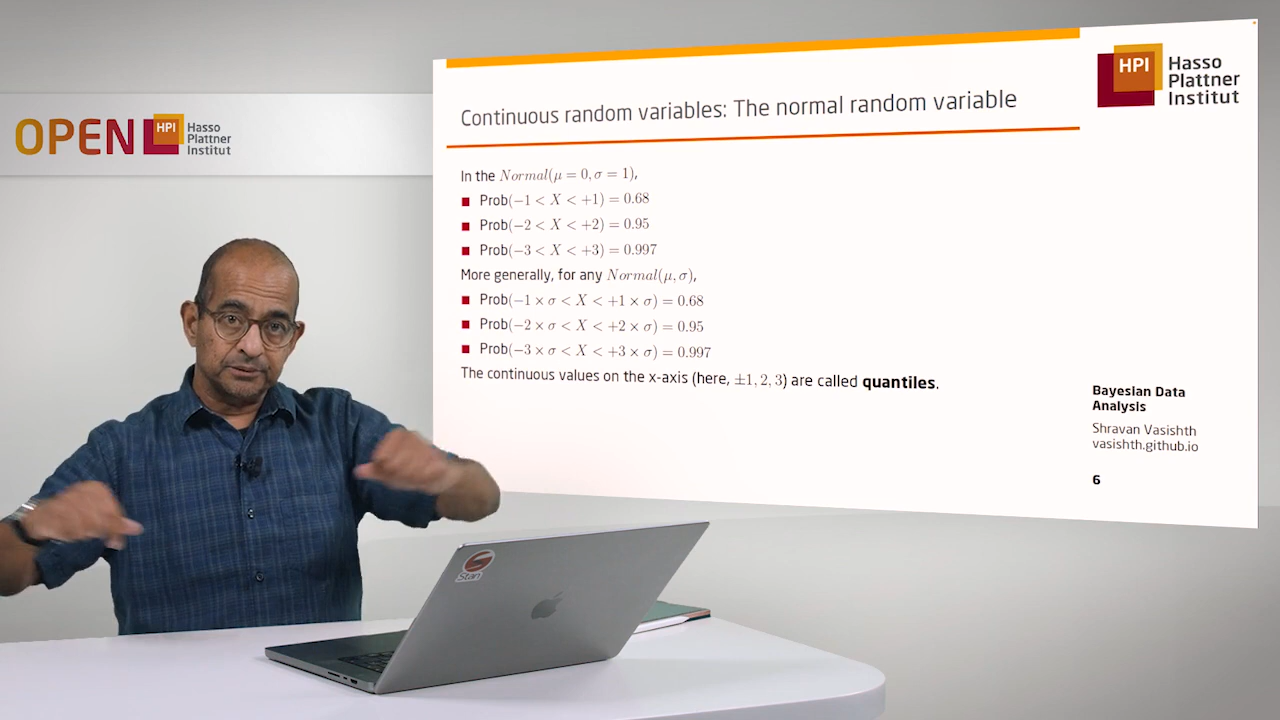 OPEN HPI Hasso
Plattner
Institut
HPI Hasso
Plattner
Institut
Continuous random variables: The normal random variable
In the Normal(μ = 0, σ = 1),
Prob(−1 < X < +1) = 0.68
Prob(−2 < X < +2) = 0.95
Prob(−3 < X < +3) = 0.997
More generally, for any Normal(μ, σ),
Prob(−1 × σ < X < +1 × σ) = 0.68
Prob(−2 × σ < X < +2 × σ) = 0.95
Prob(−3 × σ < X < +3 × σ) = 0.997
The continuous values on the x-axis (here, ±1, 2, 3) are called quantiles.
Bayesian Data
Analysis
Shravan Vasishth
vasishth.github.io
6
Stan